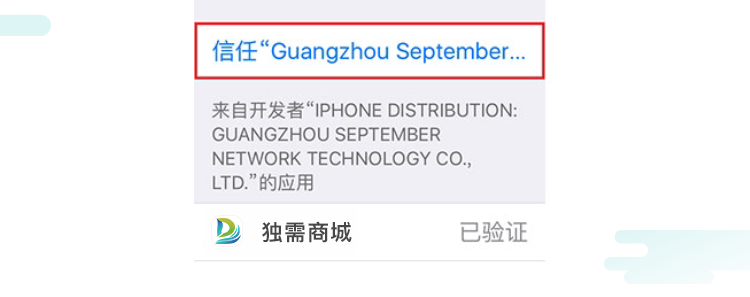 信任“Guangzhou September...
来自开发者“IPHONE DISTRIBUTION:
GUANGZHOU SEPTEMBER
NETWORK TECHNOLOGY CO.,
LTD.”的应用
独需商城 已验证